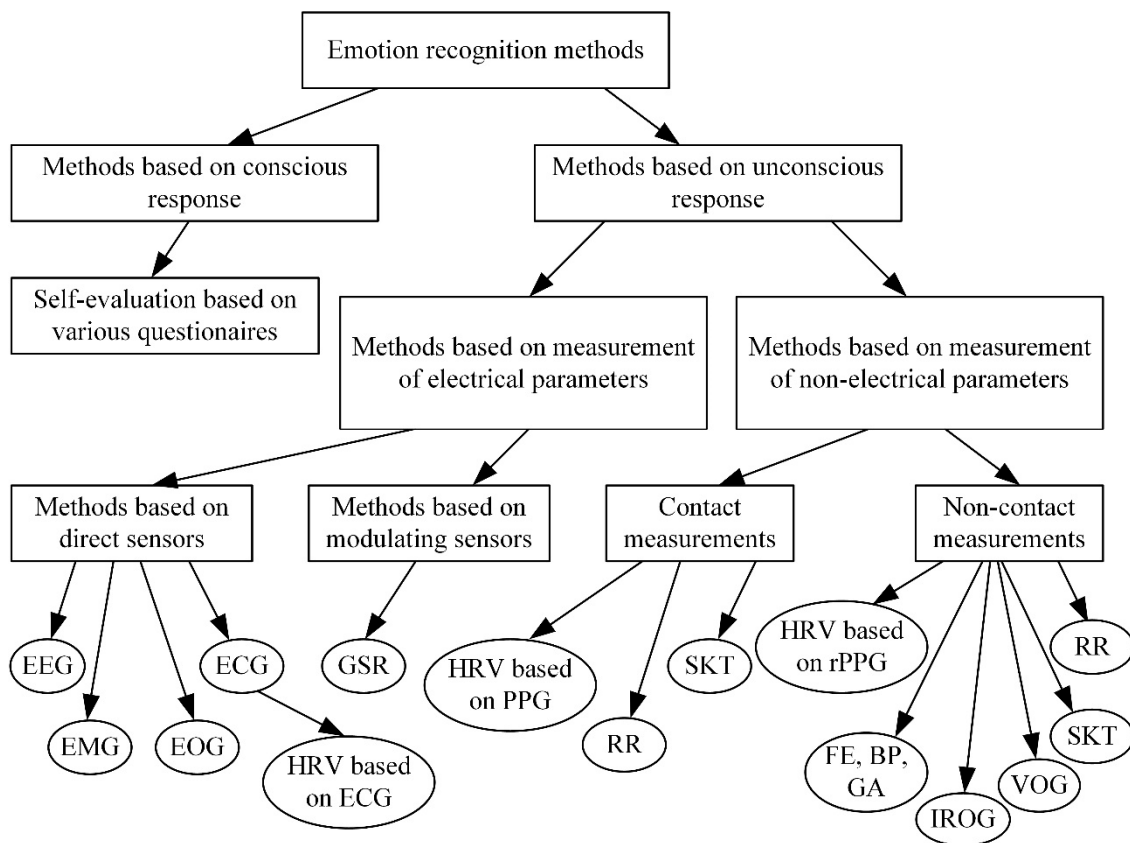 Emotion recognition methods
Methods based on conscious
response
Methods based on unconscious
response
Self-evaluation based on
various questionaires
Methods based on measurement
of electrical parameters
Methods based on measurement
of non-electrical parameters
Methods based on
direct sensors
Methods based on
modulating sensors
Contact
measurements
Non-contact
measurements
EEG
EMG
EOG
ECG
HRV based
on ECG
GSR
HRV based
on PPG
RR
SKT
HRV based
on rPPG
FE, BP,
GA
IROG
VOG
SKT
RR